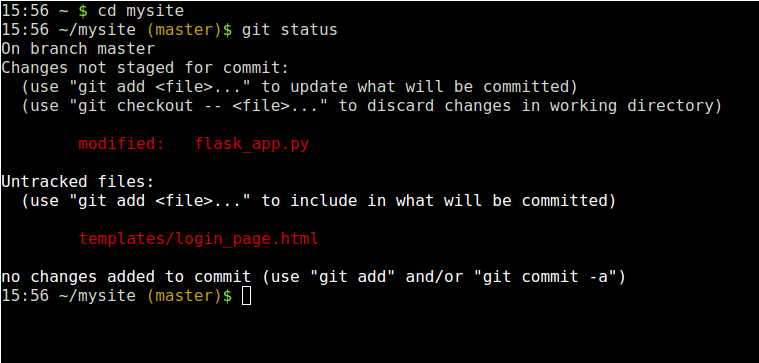 15:56 ~ $ cd mysite
15:56 ~/mysite (master)$ git status
On branch master
Changes not staged for commit:
  (use "git add <file>..." to update what will be committed)
  (use "git checkout -- <file>..." to discard changes in working directory)

        modified:   flask_app.py

Untracked files:
  (use "git add <file>..." to include in what will be committed)

        templates/login_page.html

no changes added to commit (use "git add" and/or "git commit -a")
15:56 ~/mysite (master)$